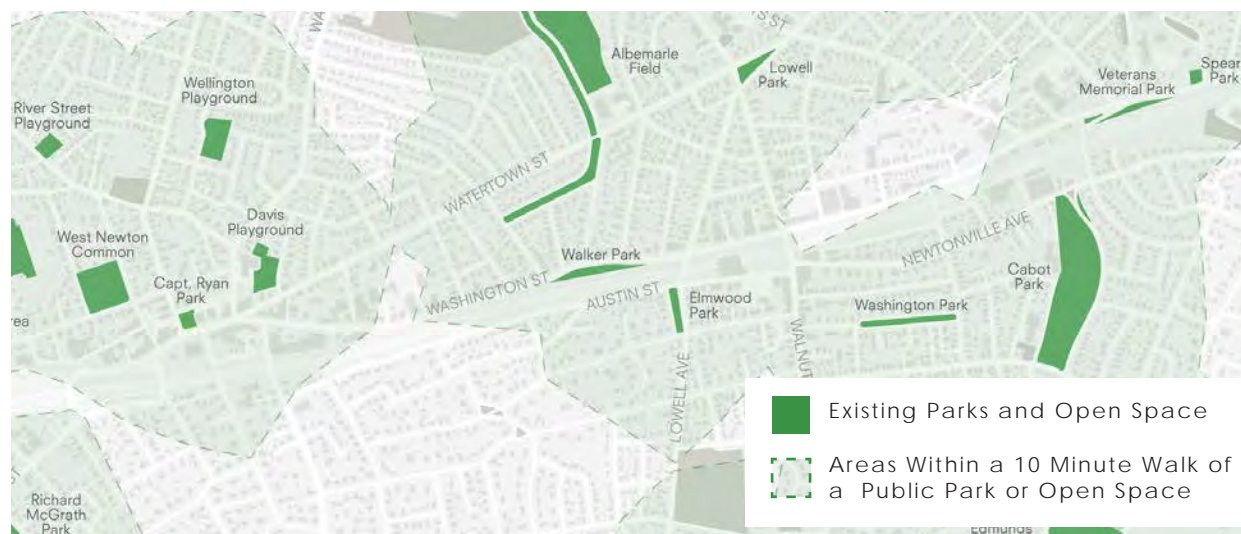 WA
TS ST
Albemarle
Field
Lowell
Park
Veterans
Memorial Park
Spear
Park
Wellington
Playground
River Street
Playground
WATERTOWN ST
Davis
Playground
West Newton
Common
Capt. Ryan
Park
rea
Walker Park
WASHINGTON ST
AUSTIN ST
Elmwood
Park
NEWTONVILLE AVE
Cabot
Park
Washington Park
WALNUT
LOWELL AVE
Richard
McGrath
Park
Existing Parks and Open Space
Areas Within a 10 Minute Walk of
a Public Park or Open Space
Edmunds